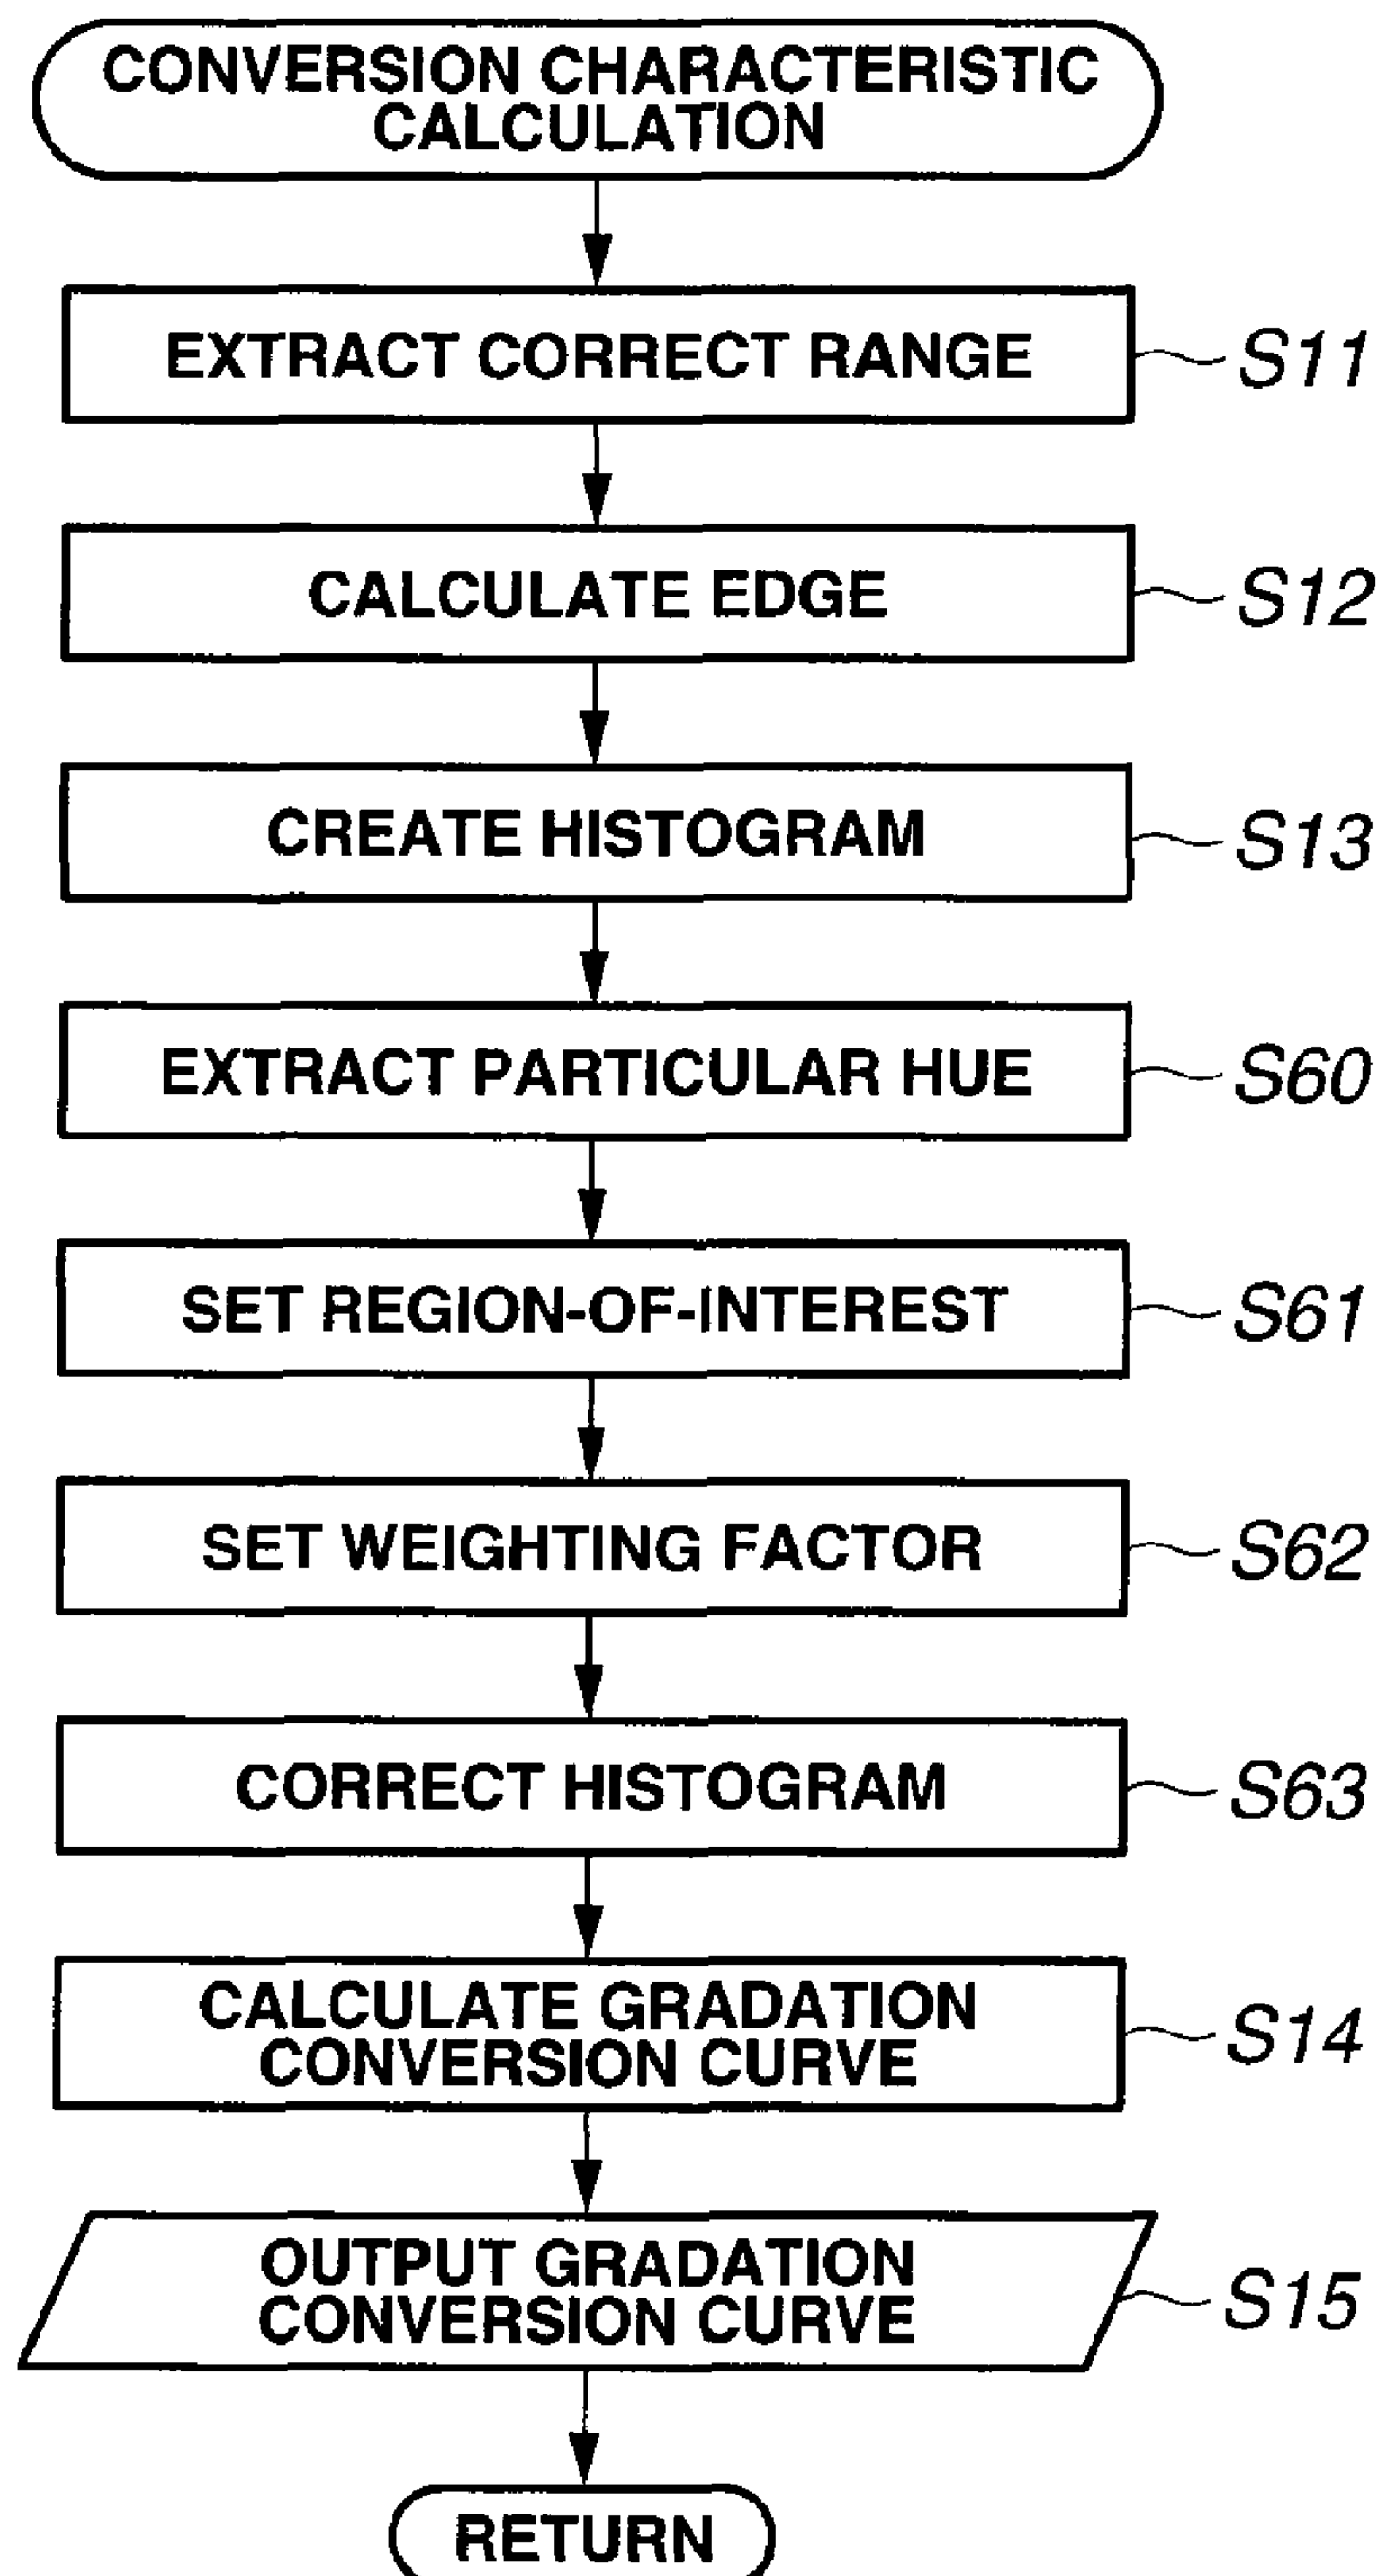 CONVERSION CHARACTERISTIC
CALCULATION
EXTRACT CORRECT RANGE
S11
CALCULATE EDGE
S12
CREATE HISTOGRAM
S13
EXTRACT PARTICULAR HUE
S60
SET REGION-OF-INTEREST
S61
SET WEIGHTING FACTOR
S62
CORRECT HISTOGRAM
S63
CALCULATE GRADATION
CONVERSION CURVE
S14
OUTPUT GRADATION
CONVERSION CURVE
S15
RETURN